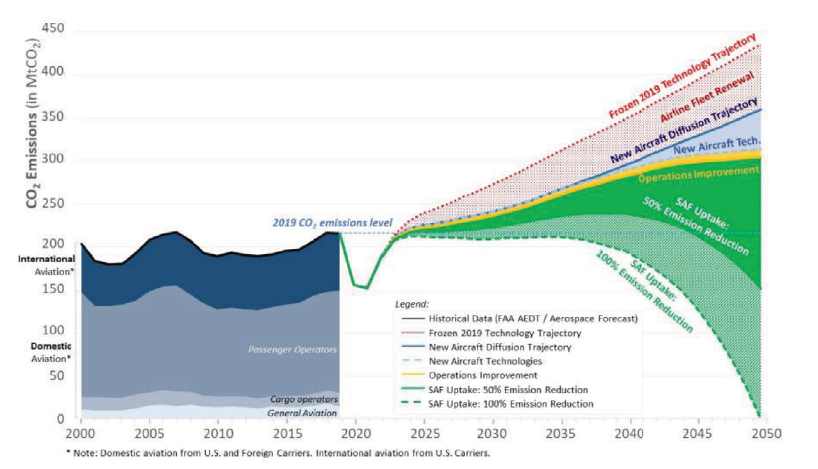 450
400
350
300
250
200
150
100
50
0
CO2 Emissions (in MtCO2)
International
Aviation*
Domestic
Aviation*
2019 CO2 emissions level
Passenger Operators
Cargo operators
General Aviation
Frozen 2019 Technology Trajectory
Airline Fleet Renewal
New Aircraft Diffusion Trajectory
New Aircraft Tech.
Operations Improvement
SAF Uptake:
50% Emission Reduction
SAF Uptake:
100% Emission Reduction
Legend:
Historical Data (FAA AEDT / Aerospace Forecast)
Frozen 2019 Technology Trajectory
New Aircraft Diffusion Trajectory
New Aircraft Technologies
Operations Improvement
SAF Uptake: 50% Emission Reduction
SAF Uptake: 100% Emission Reduction
2000 2005 2010 2015 2020 2025 2030 2035 2040 2045 2050
* Note: Domestic aviation from U.S. and Foreign Carriers. International aviation from U.S. Carriers.